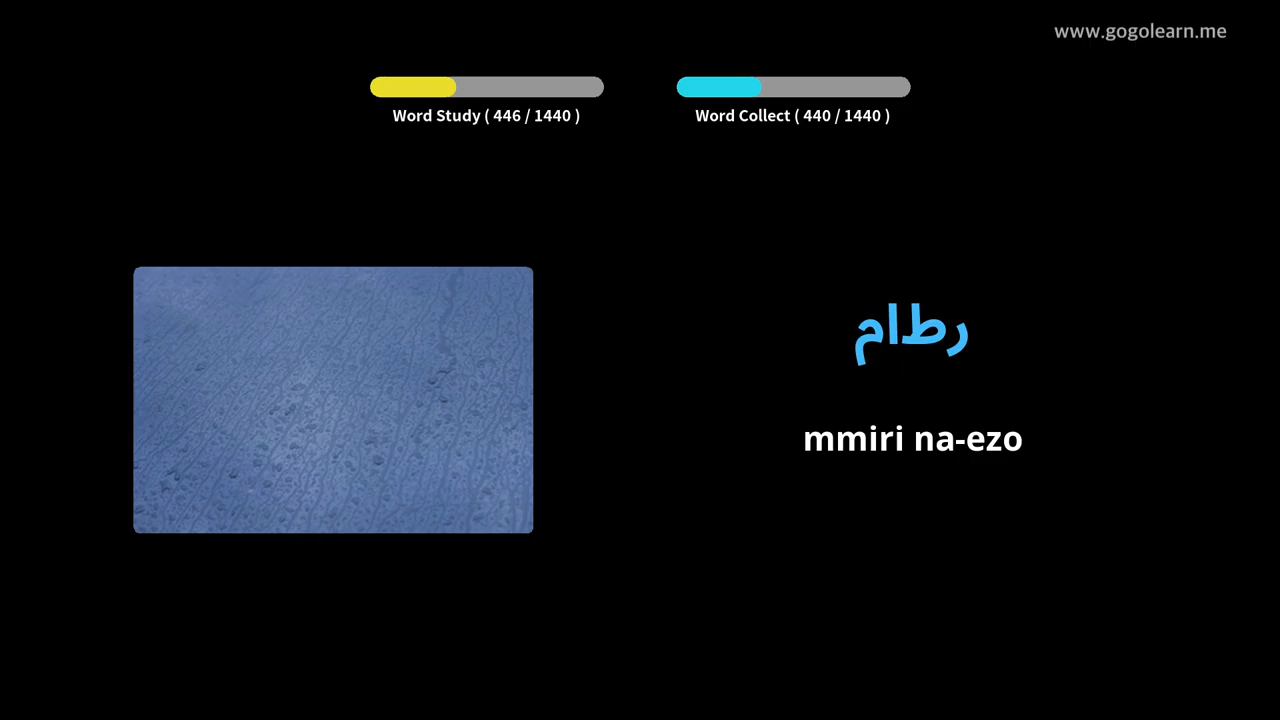 www.gogolearn.me
Word Study ( 446 / 1440 )
Word Collect ( 440 / 1440 )
رطام
mmiri na-ezo